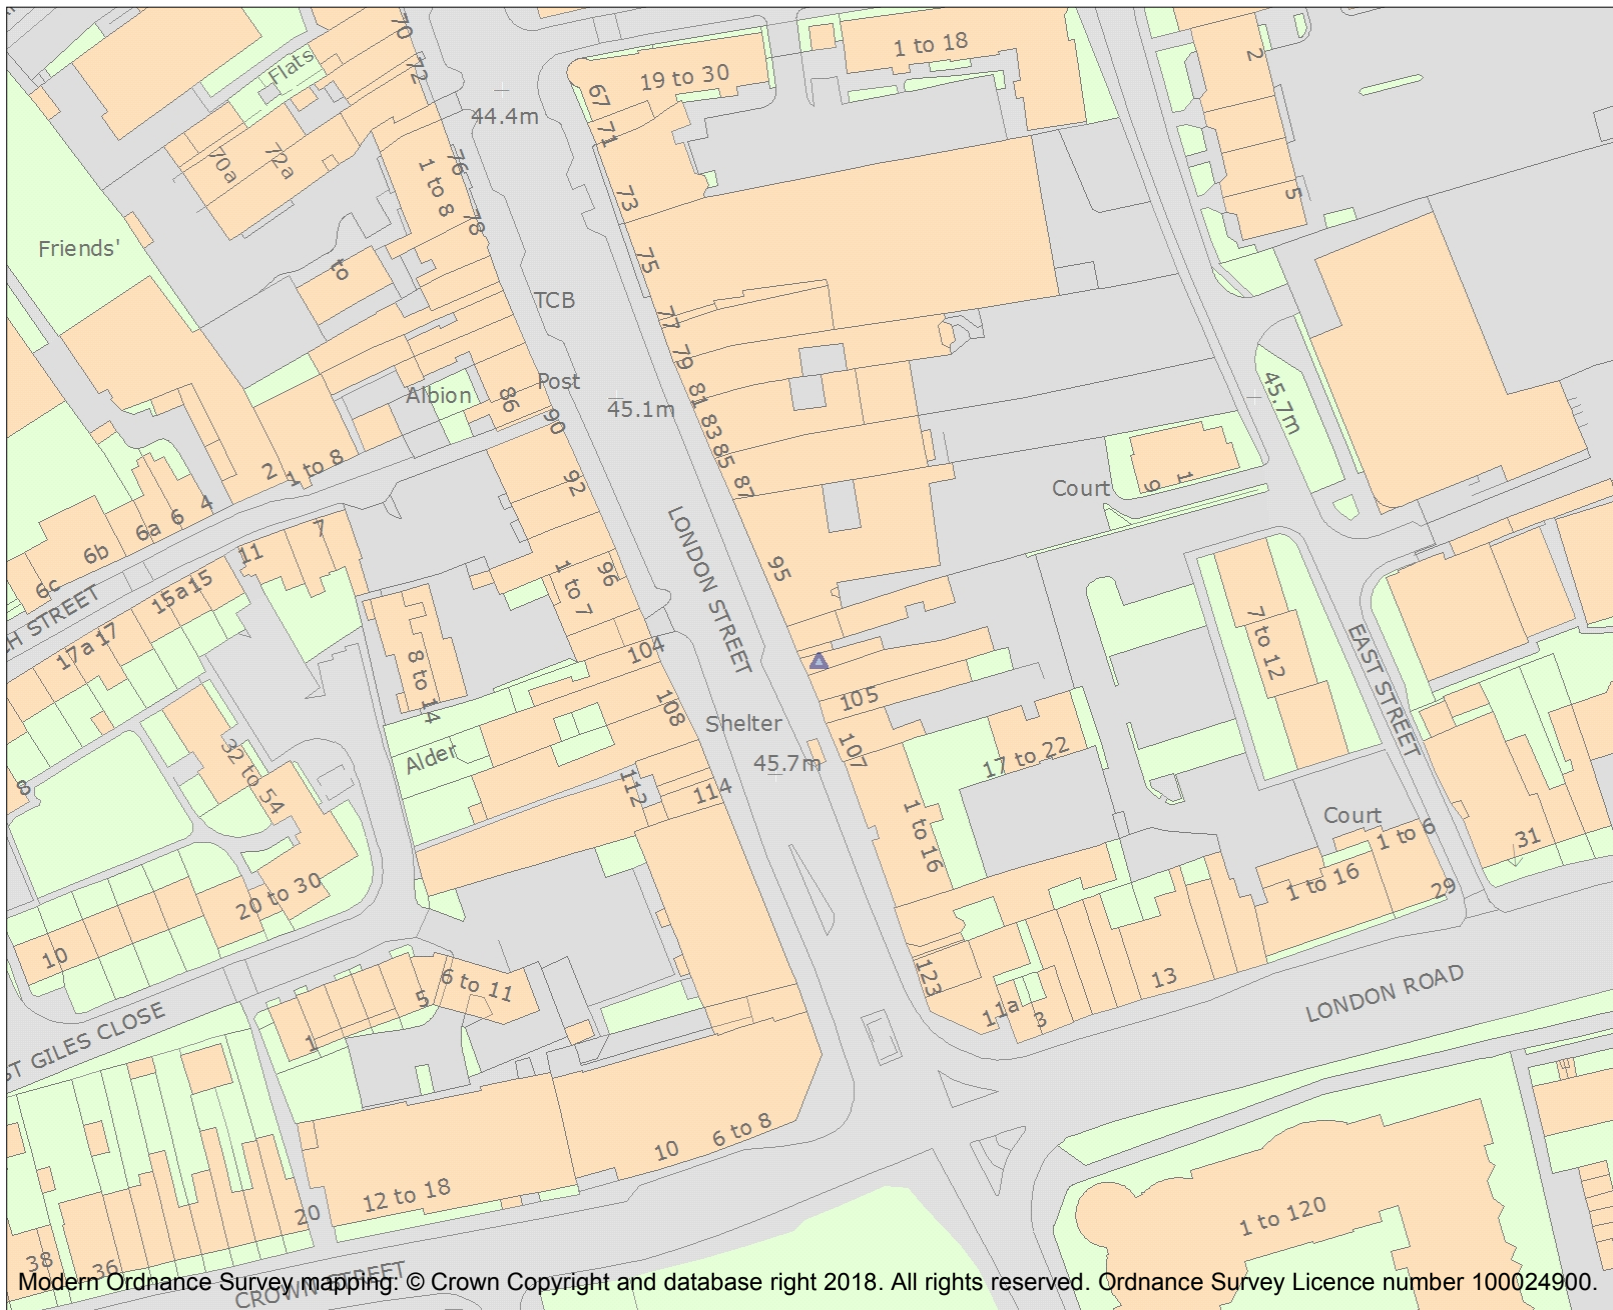 70
72
Flats
44.4m
67
71
19 to 30
1 to 18
2
70a
72a
1 to 8
76
78
73
5
Friends'
to
75
TCB
77
79
Post
Albion
86
90
45.1m
81
83
85
87
45.7m
2
1 to 8
92
Court
9
1
4
6
6a
6b
6c
7
11
15
15a
17
17a
CH STREET
LONDON STREET
1 to 7
96
95
104
8 to 14
7 to 12
EAST STREET
105
108
Shelter
45.7m
107
Alder
112
114
17 to 22
32 to 54
8
1 to 16
Court
1 to 6
31
20 to 30
1 to 16
29
10
6 to 11
5
1
123
11a
3
13
LONDON ROAD
ST GILES CLOSE
10
6 to 8
12 to 18
20
38
36
1 to 120
CROWN STREET
Modern Ordnance Survey mapping: © Crown Copyright and database right 2018. All rights reserved. Ordnance Survey Licence number 100024900.